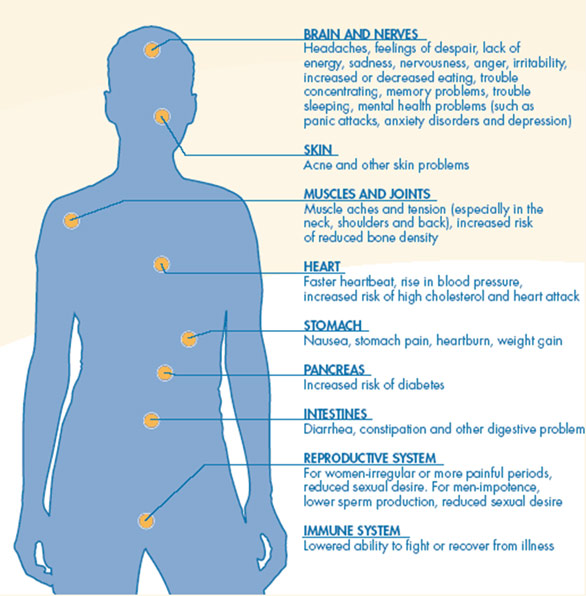 BRAIN AND NERVES
Headaches, feelings of despair, lack of
energy, sadness, nervousness, anger, irritability,
increased or decreased eating, trouble
concentrating, memory problems, trouble
sleeping, mental health problems (such as
panic attacks, anxiety disorders and depression)
SKIN
Acne and other skin problems
MUSCLES AND JOINTS
Muscle aches and tension (especially in the
neck, shoulders and back), increased risk
of reduced bone density
HEART
Faster heartbeat, rise in blood pressure,
increased risk of high cholesterol and heart attack
STOMACH
Nausea, stomach pain, heartburn, weight gain
PANCREAS
Increased risk of diabetes
INTESTINES
Diarrhea, constipation and other digestive problem
REPRODUCTIVE SYSTEM
For women-irregular or more painful periods,
reduced sexual desire. For men-impotence,
lower sperm production, reduced sexual desire
IMMUNE SYSTEM
Lowered ability to fight or recover from illness